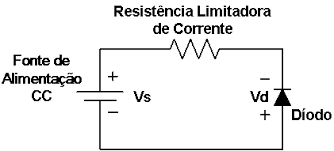 Resistência Limitadora
de Corrente
Fonte de
Alimentação
CC
+
Vs
−
−
Vd
+
Díodo